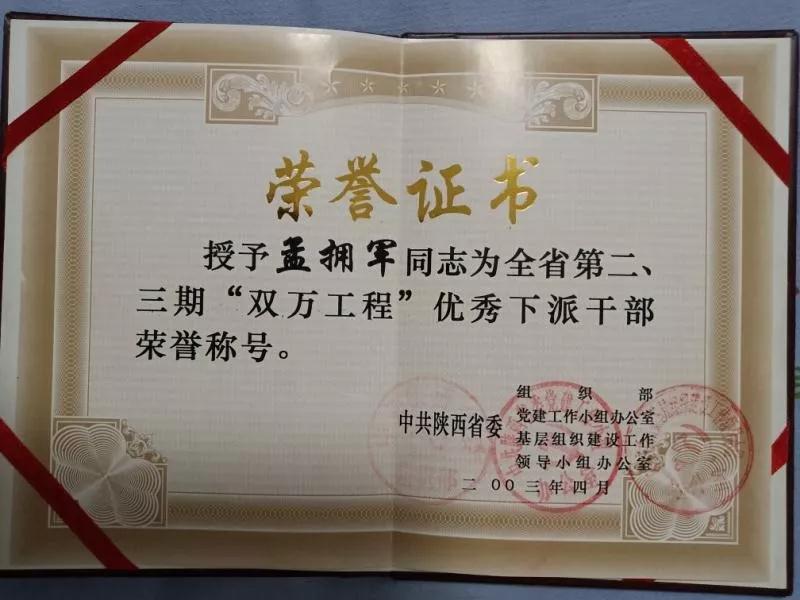 荣誉证书
授予孟拥军同志为全省第二、
三期“双万工程”优秀下派干部
荣誉称号。
中共陕西省委
组织部
党建工作小组办公室
基层组织建设工作
领导小组办公室
二00三年四月